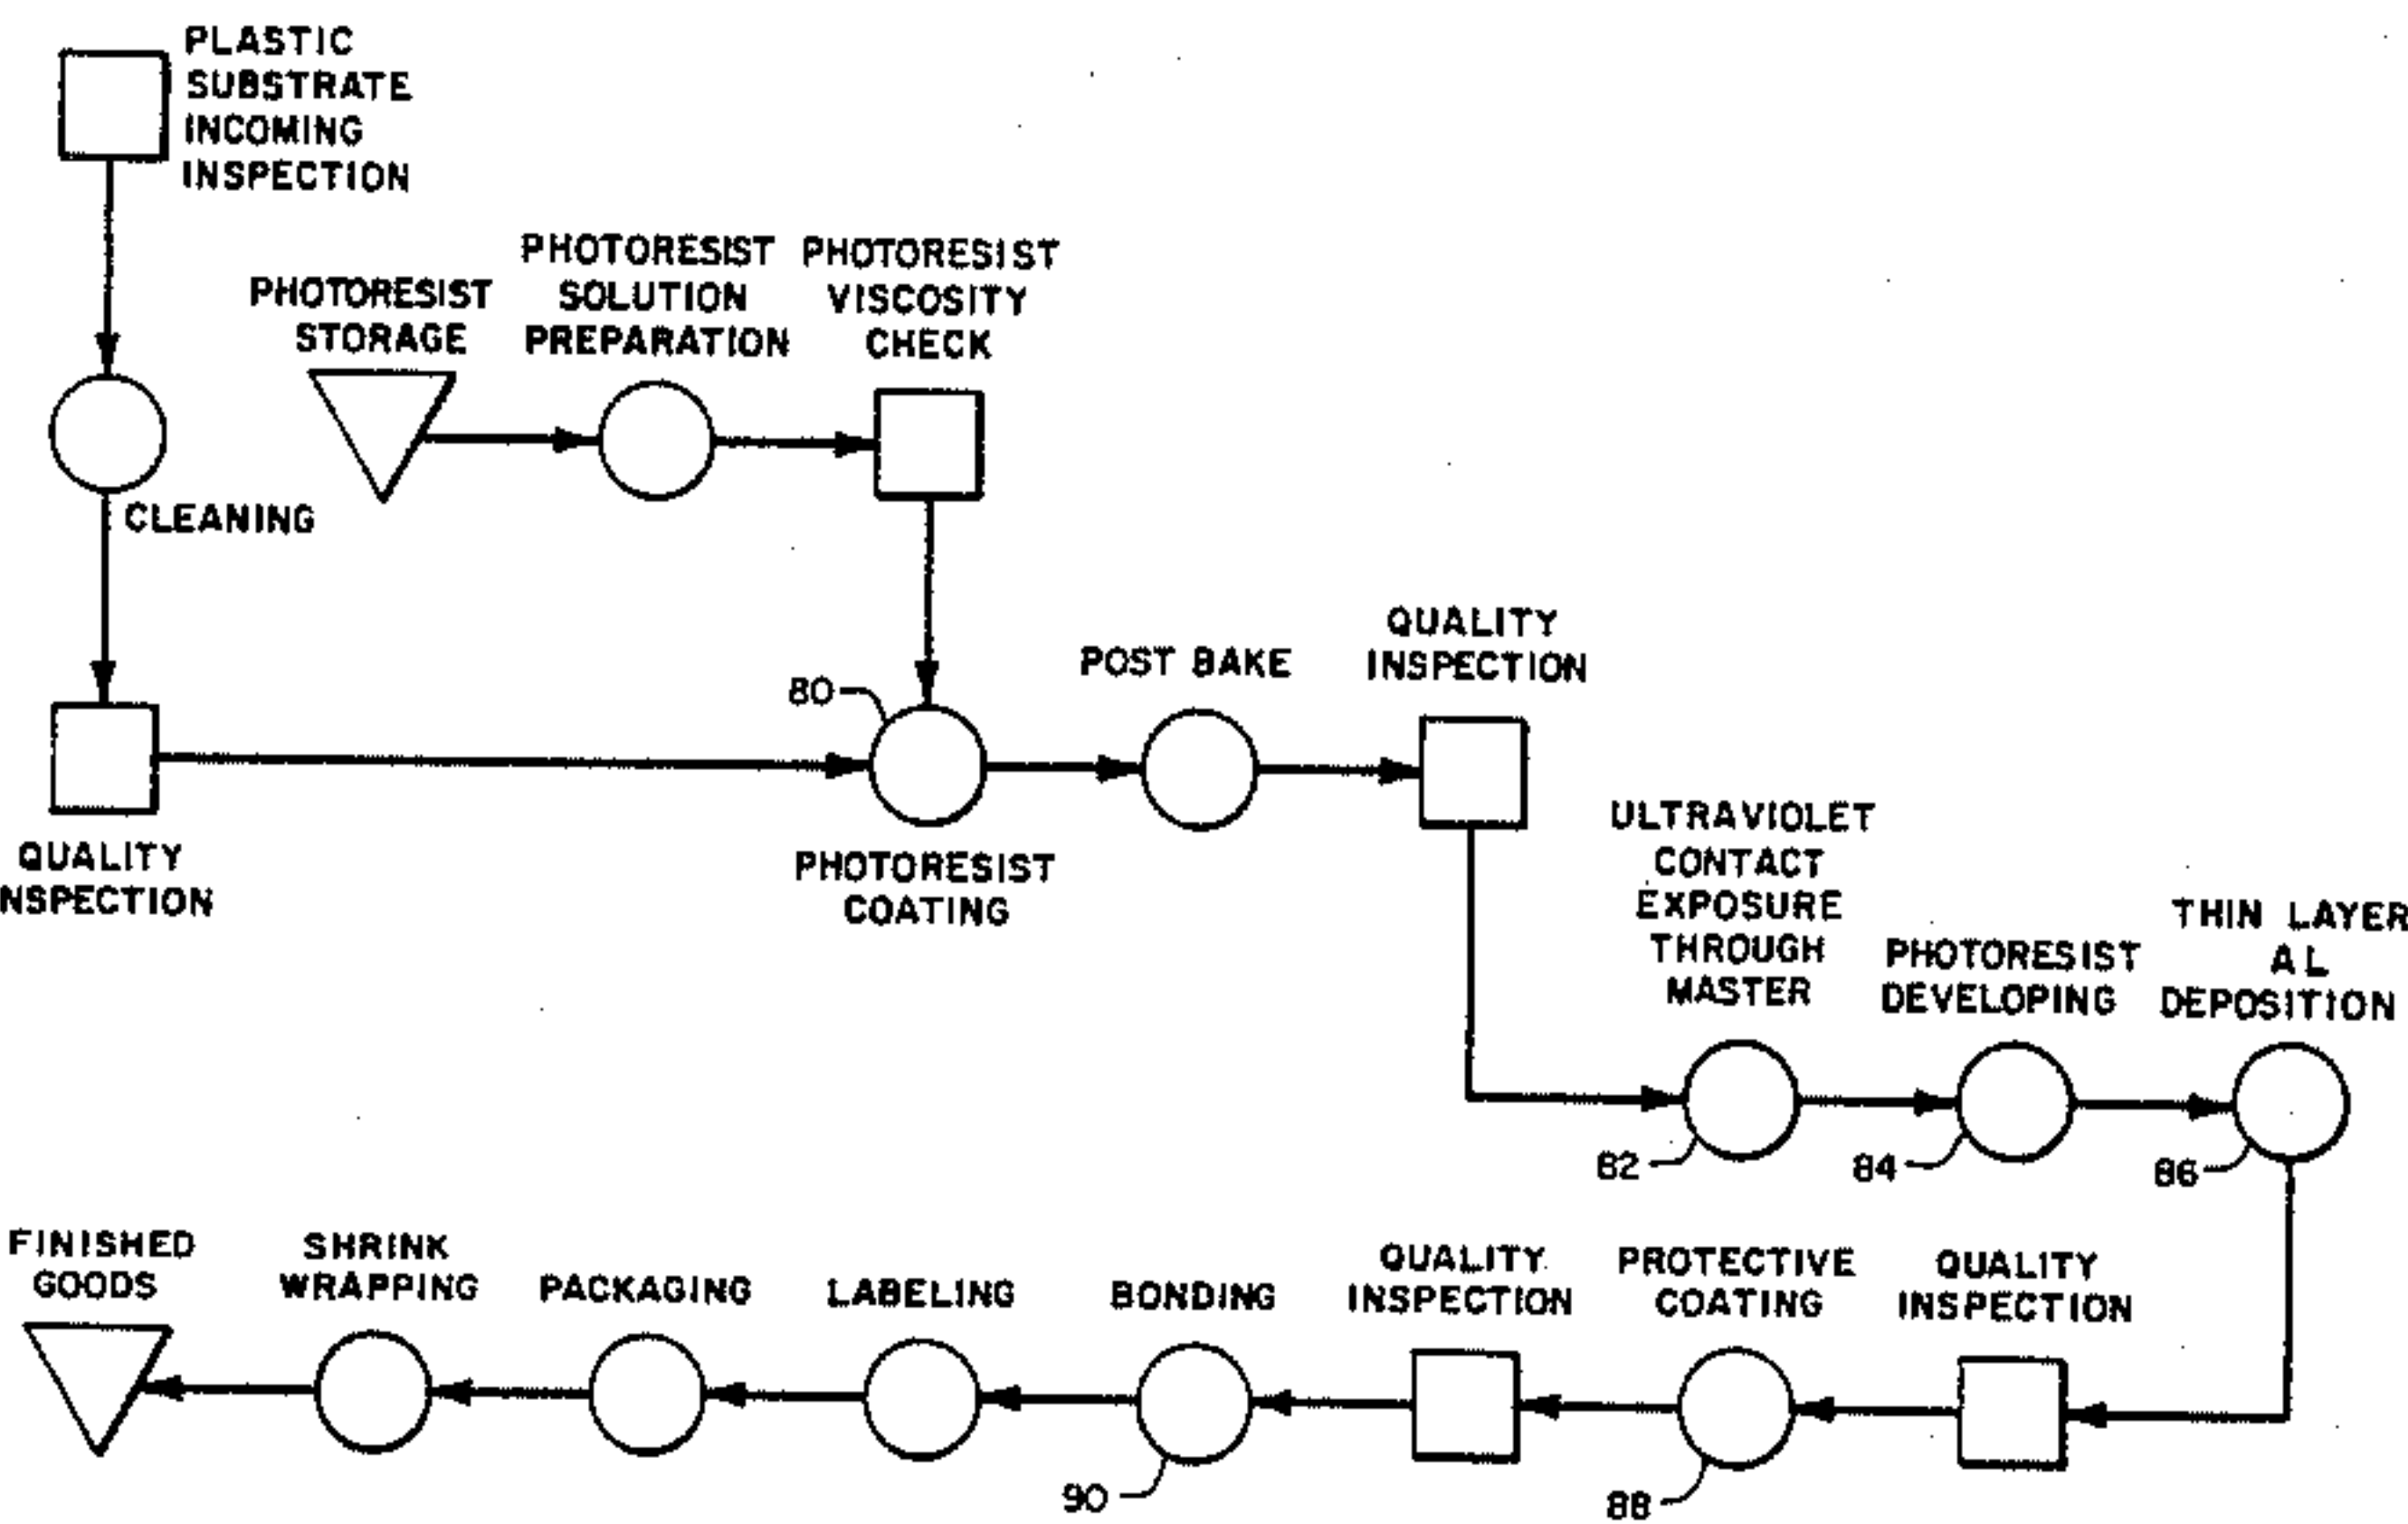 PLASTIC
SUBSTRATE
INCOMING
INSPECTION
PHOTORESIST
STORAGE
PHOTORESIST
SOLUTION
PREPARATION
PHOTORESIST
VISCOSITY
CHECK
CLEANING
QUALITY
NSPECTION
80
PHOTORESIST
COATING
POST BAKE
QUALITY
INSPECTION
ULTRAVIOLET
CONTACT
EXPOSURE
THROUGH
MASTER
82
PHOTORESIST
DEVELOPING
84
THIN LAYER
AL
DEPOSITION
86
FINISHED
GOODS
SHRINK
WRAPPING
PACKAGING
LABELING
BONDING
90
QUALITY
INSPECTION
PROTECTIVE
COATING
88
QUALITY
INSPECTION